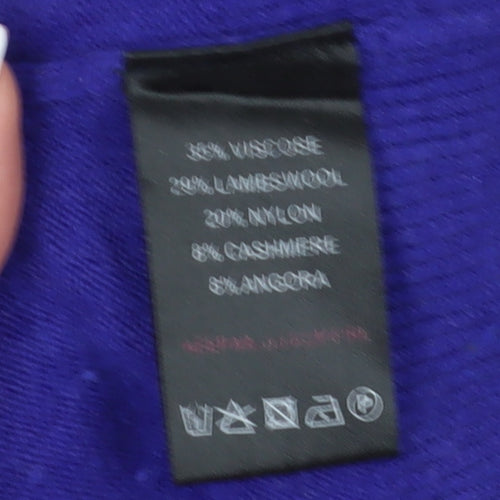 35% VISCOSE
29% LAMBSWOOL
20% NYLON
8% CASHMERE
8% ANGORA